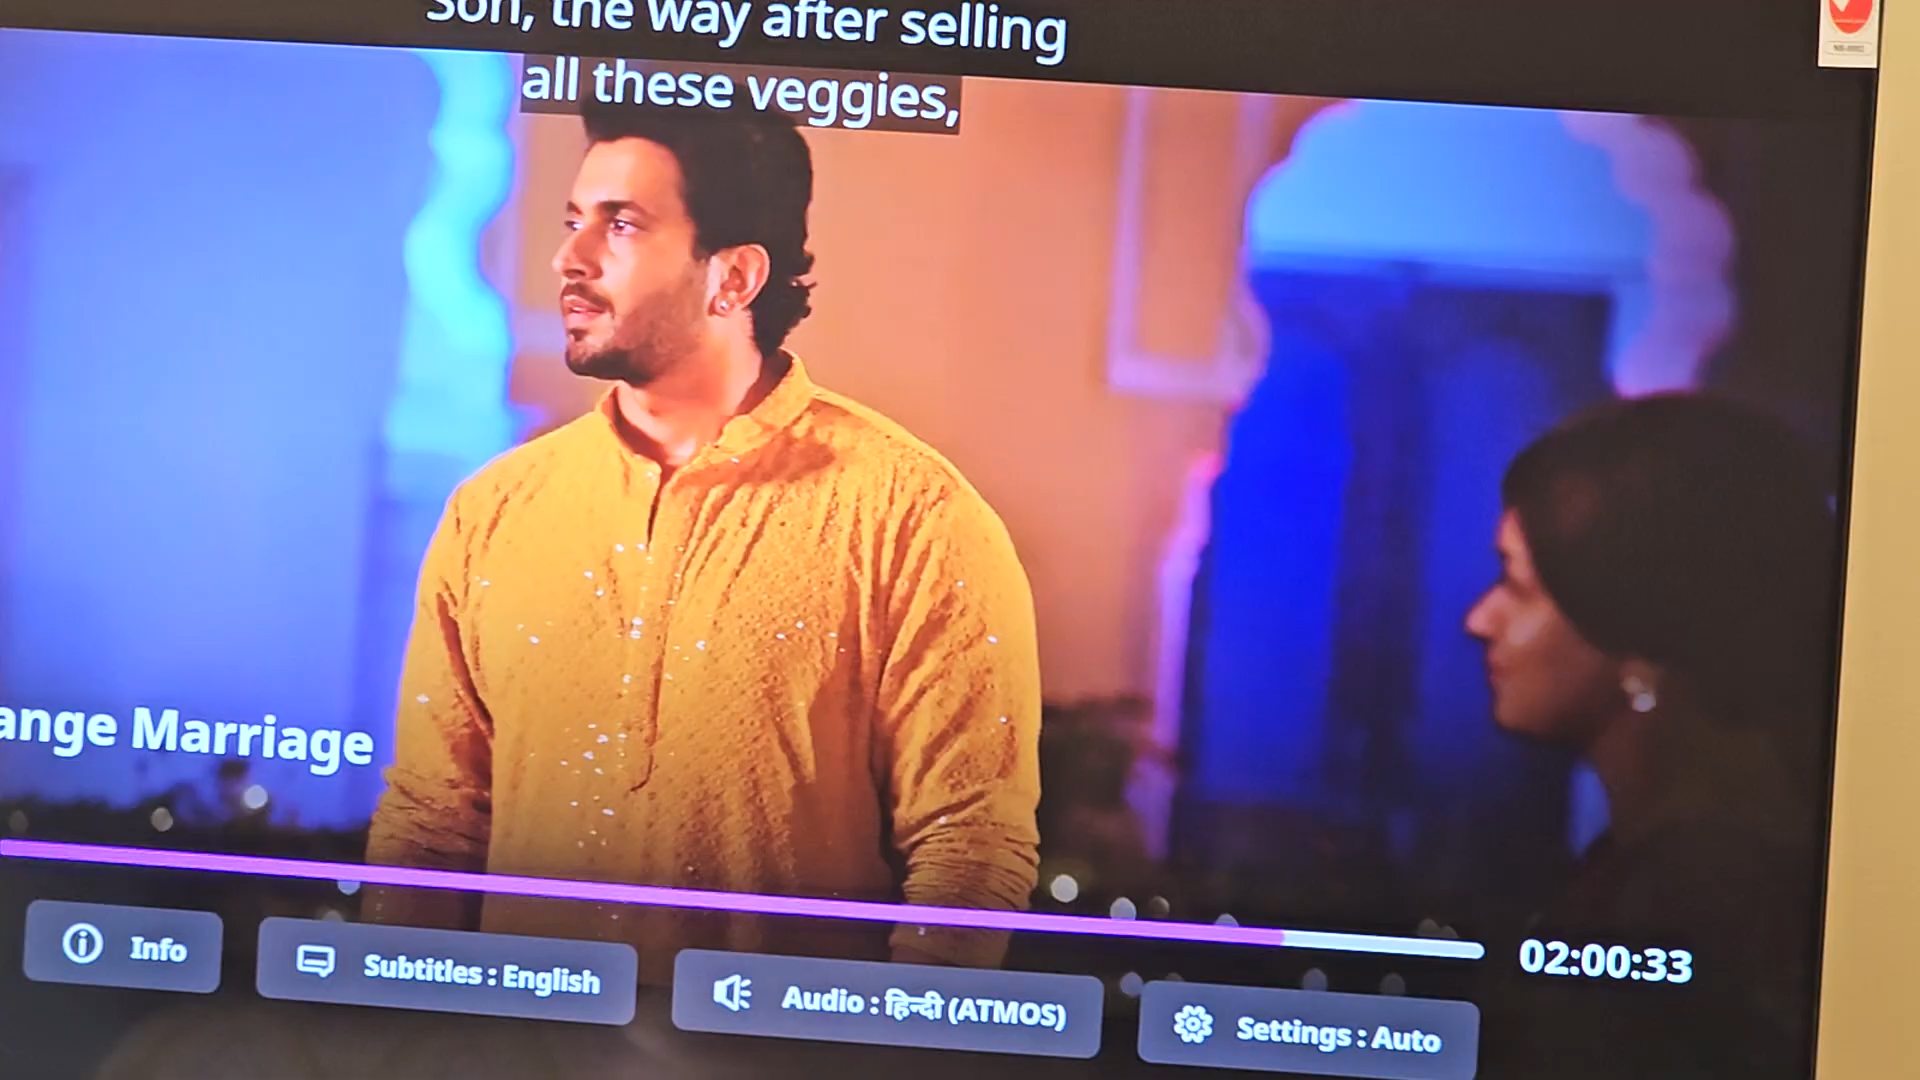 Son, the way after selling
all these veggies,
ange Marriage
02:00:33
Info
Subtitles : English
Audio : हिन्दी (ATMOS)
Settings : Auto